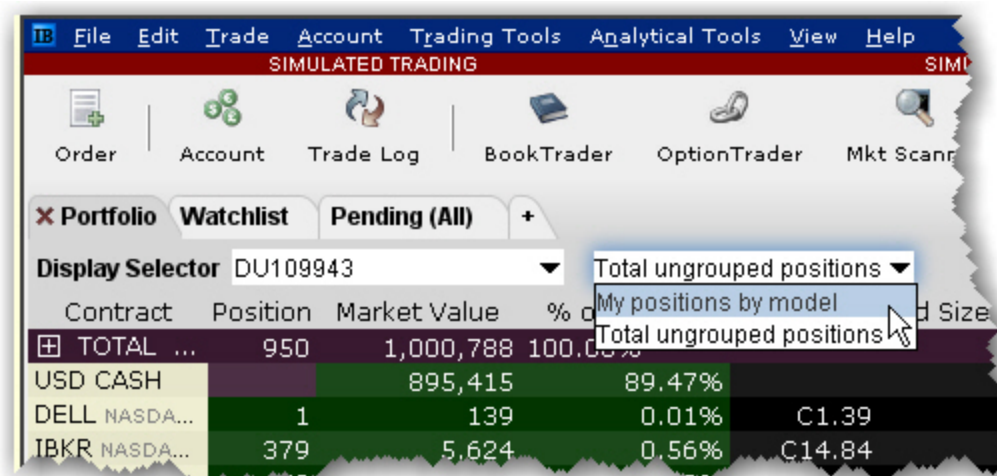 IB File Edit Trade Account Trading Tools Analytical Tools View Help
SIMULATED TRADING
Order Account Trade Log BookTrader OptionTrader Mkt Scann
Portfolio Watchlist Pending (All) +
Display Selector DU109943 Total ungrouped positions
My positions by model
Total ungrouped positions
Contract Position Market Value % Size
TOTAL ... 950 1,000,788
USD CASH 895,415 89.47%
DELL NASDA... 1 139 0.01% C1.39
IBKR NASDA... 379 5,624 0.56% C14.84